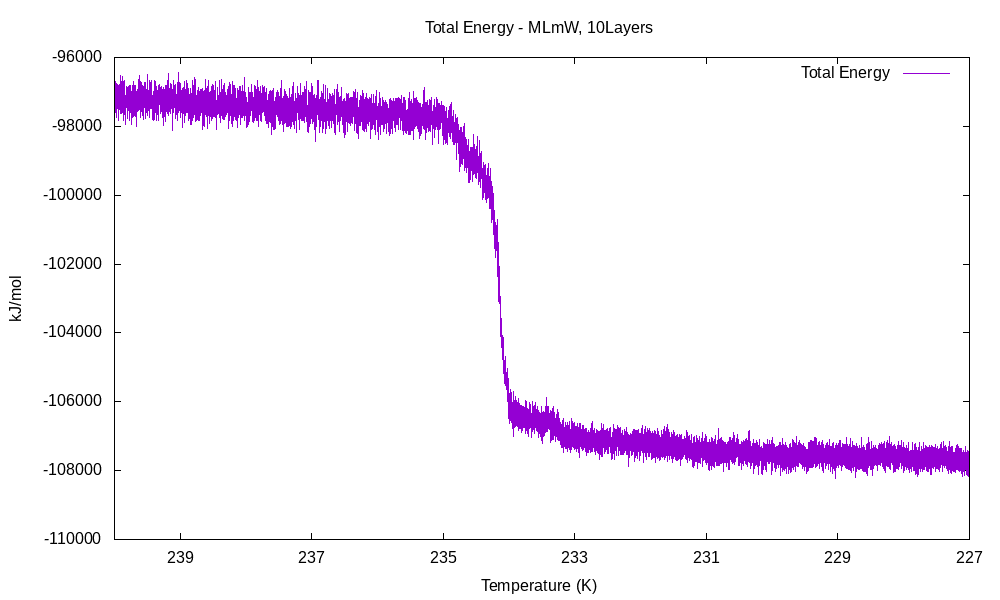 Total Energy - MLmW, 10Layers
Total Energy
-96000
-98000
-100000
-102000
-104000
-106000
-108000
-110000
kJ/mol
239 237 235 233 231 229 227
Temperature (K)